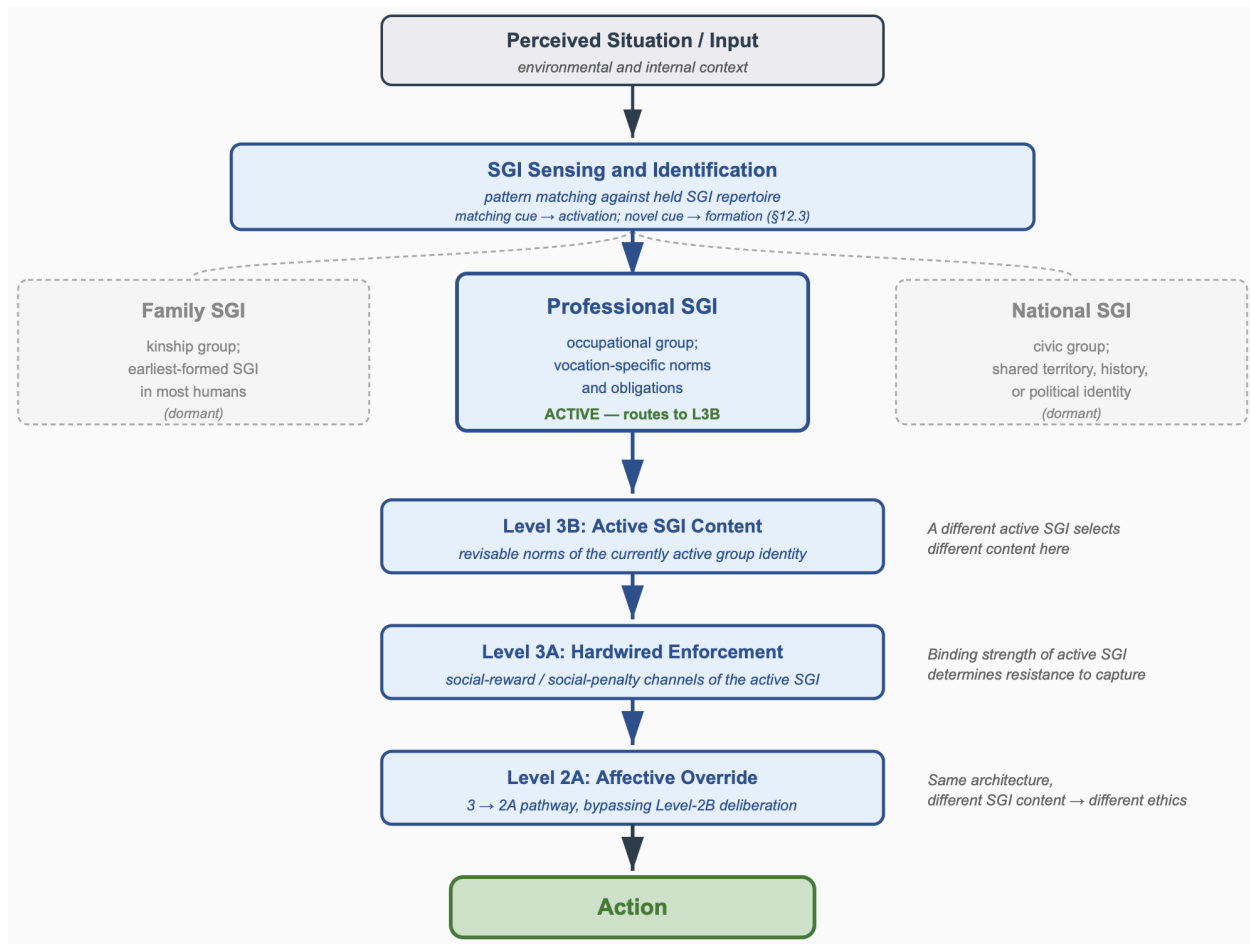 Perceived Situation / Input
environmental and internal context
SGI Sensing and Identification
pattern matching against held SGI repertoire
matching cue → activation; novel cue → formation (§12.3)
Family SGI
kinship group;
earliest-formed SGI
in most humans
(dormant)
Professional SGI
occupational group;
vocation-specific norms
and obligations
ACTIVE — routes to L3B
National SGI
civic group;
shared territory, history,
or political identity
(dormant)
Level 3B: Active SGI Content
revisable norms of the currently active group identity
A different active SGI selects
different content here
Level 3A: Hardwired Enforcement
social-reward / social-penalty channels of the active SGI
Binding strength of active SGI
determines resistance to capture
Level 2A: Affective Override
3 → 2A pathway, bypassing Level-2B deliberation
Same architecture,
different SGI content → different ethics
Action